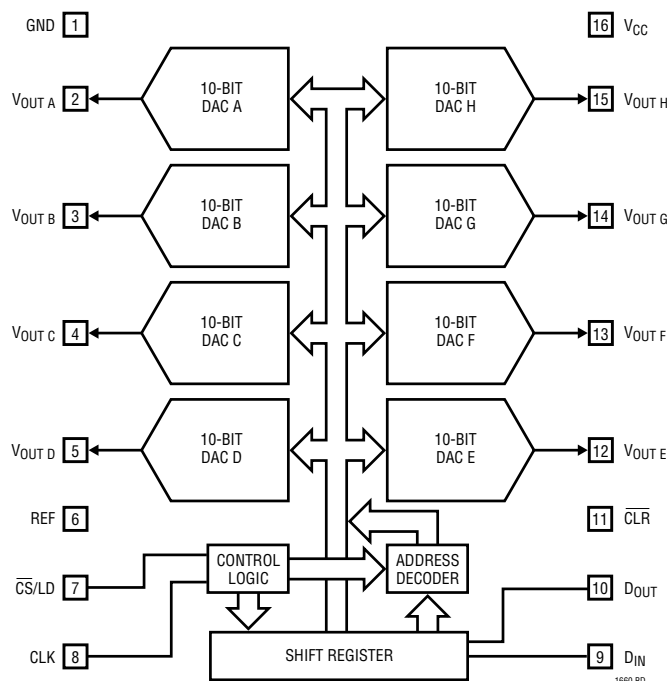 GND 1
16 VCC
VOUT A 2
10-BIT
DAC A
10-BIT
DAC H
15 VOUT H
VOUT B 3
10-BIT
DAC B
10-BIT
DAC G
14 VOUT G
VOUT C 4
10-BIT
DAC C
10-BIT
DAC F
13 VOUT F
VOUT D 5
10-BIT
DAC D
10-BIT
DAC E
12 VOUT E
REF 6
11 CLR
CS/LD 7
CONTROL
LOGIC
ADDRESS
DECODER
10 DOUT
CLK 8
SHIFT REGISTER
9 DIN
1660 BD